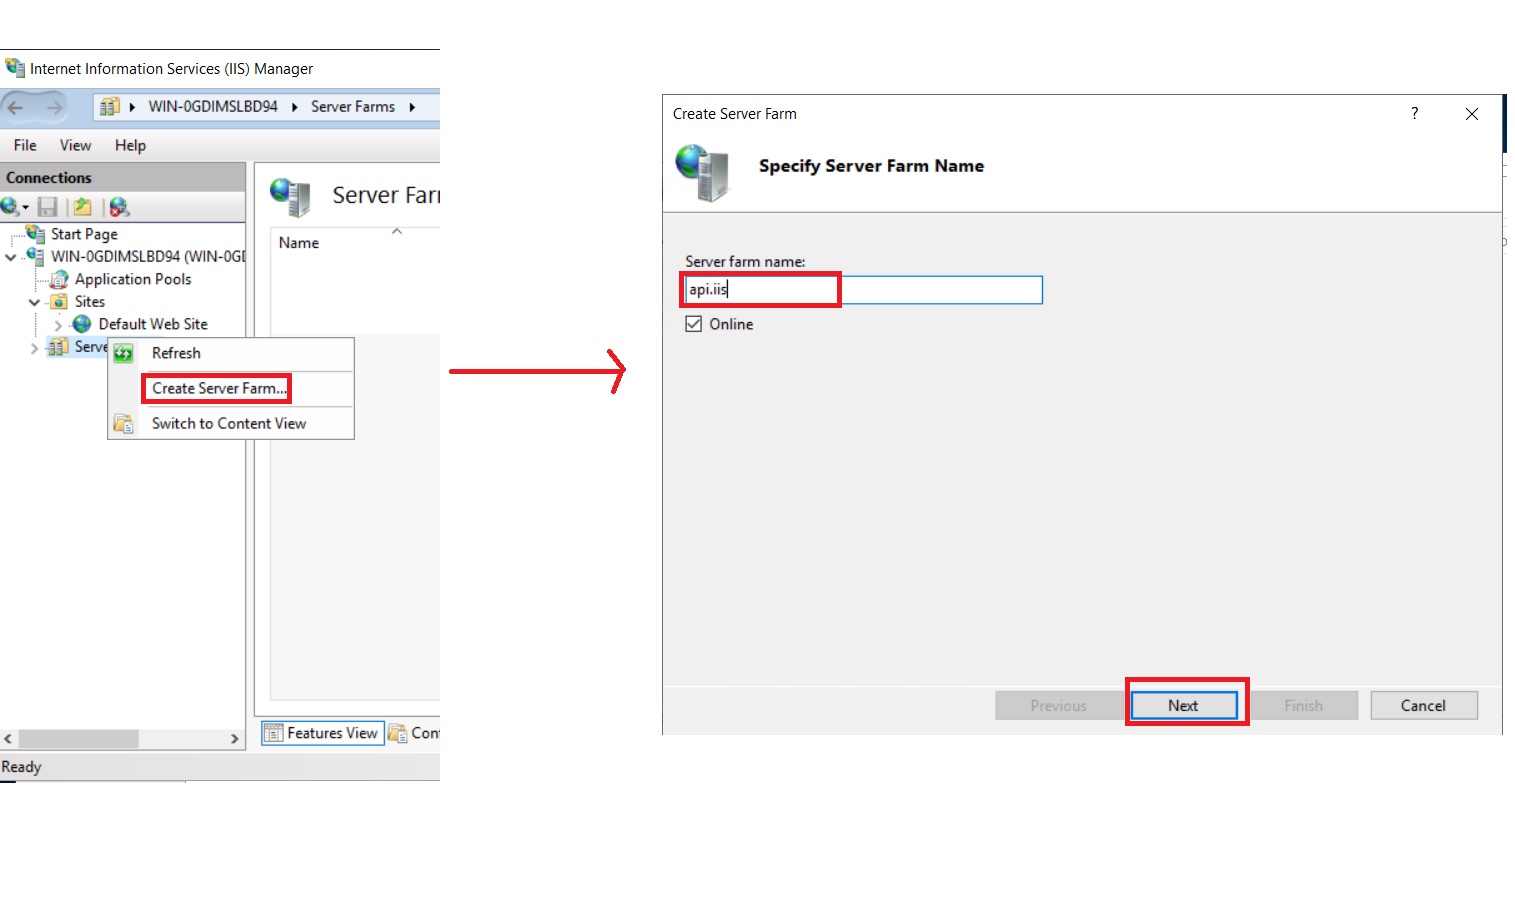 Internet Information Services (IIS) Manager
WIN-0GDIMSLBD94 Server Farms
File View Help
Connections
Start Page
WIN-0GDIMSLBD94 (WIN-0GD
Application Pools
Sites
Default Web Site
Serve
Refresh
Create Server Farm...
Switch to Content View
Server Far
Name
Features View
Con
Ready
Create Server Farm ?
Specify Server Farm Name
Server farm name:
api.iis
Online
Previous Next Finish Cancel